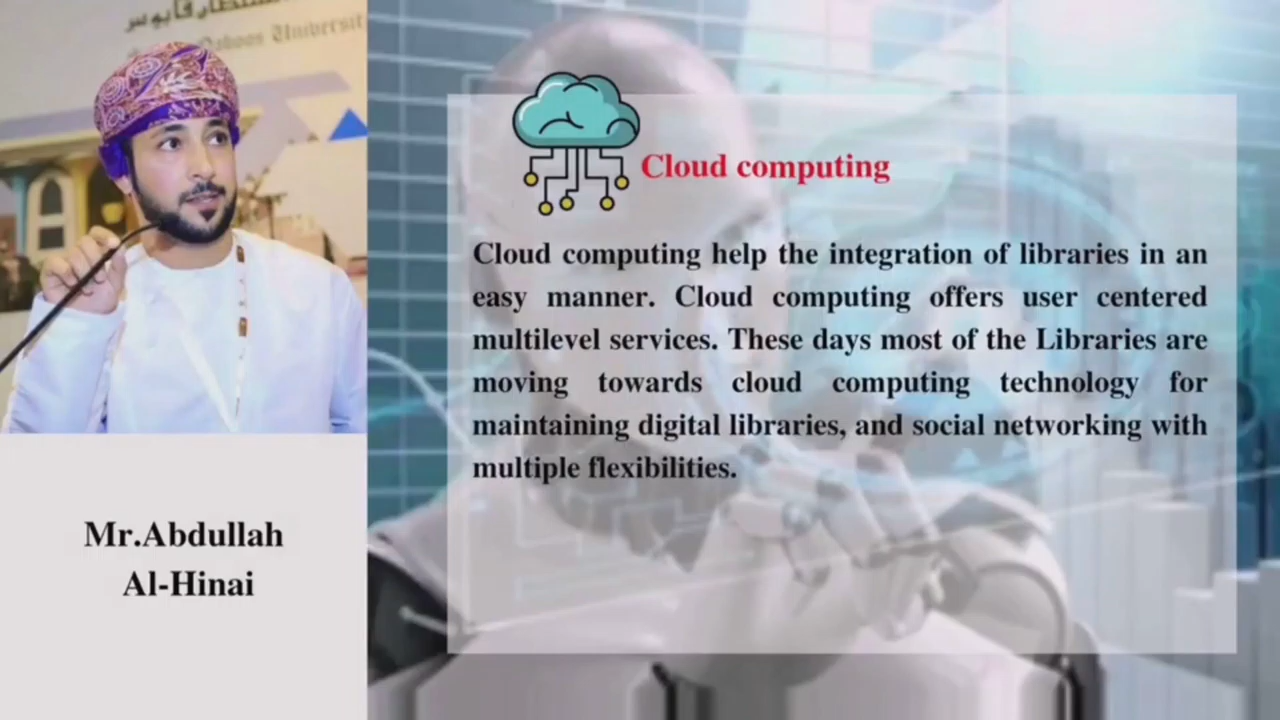 Qaboos Universit
Mr.Abdullah
Al-Hinai
Cloud computing
Cloud computing help the integration of libraries in an
easy manner. Cloud computing offers user centered
multilevel services. These days most of the Libraries are
moving towards cloud computing technology for
maintaining digital libraries, and social networking with
multiple flexibilities.